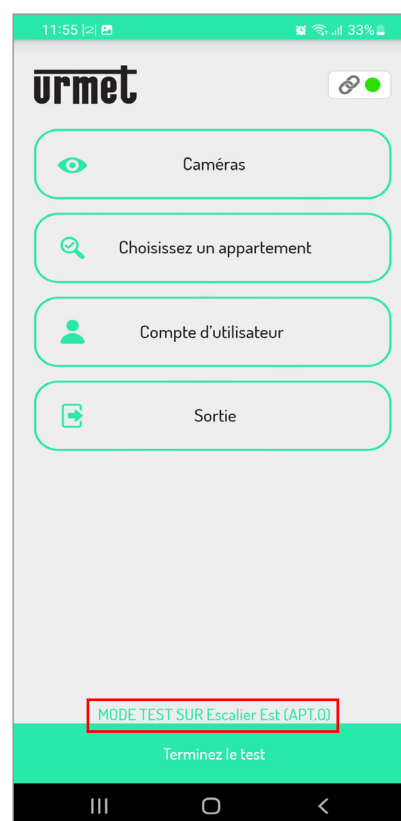 11:55
33%
urmet
Caméras
Choisissez un appartement
Compte d'utilisateur
Sortie
MODE TEST SUR Escalier Est (APT.0)
Terminez le test